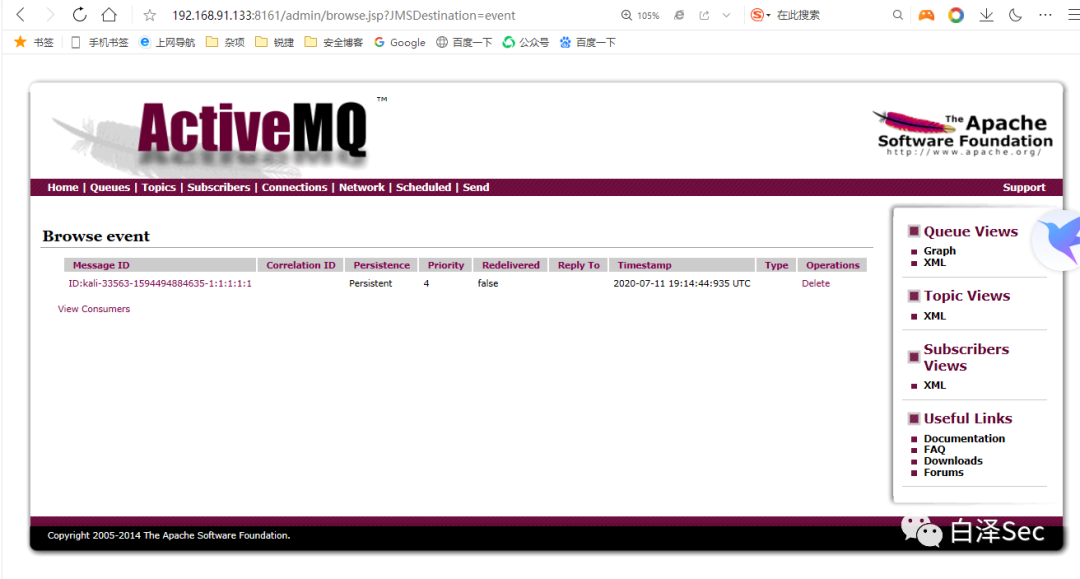 192.168.91.133:8161/admin/browse.jsp?JMSDestination=event 105% 在此搜索
书签 手机书签 上网导航 杂项 锐捷 安全博客 Google 百度一下 公众号 百度一下
ActiveMQ ™
The Apache
Software Foundation
http://www.apache.org/
Home | Queues | Topics | Subscribers | Connections | Network | Scheduled | Send Support
Browse event
Message ID Correlation ID Persistence Priority Redelivered Reply To Timestamp Type Operations
ID:kali-33563-1594494884635-1:1:1:1:1 Persistent 4 false 2020-07-11 19:14:44:935 UTC Delete
View Consumers
Queue Views
Graph
XML
Topic Views
XML
Subscribers
Views
XML
Useful Links
Documentation
FAQ
Downloads
Forums
Copyright 2005-2014 The Apache Software Foundation.
白泽Sec